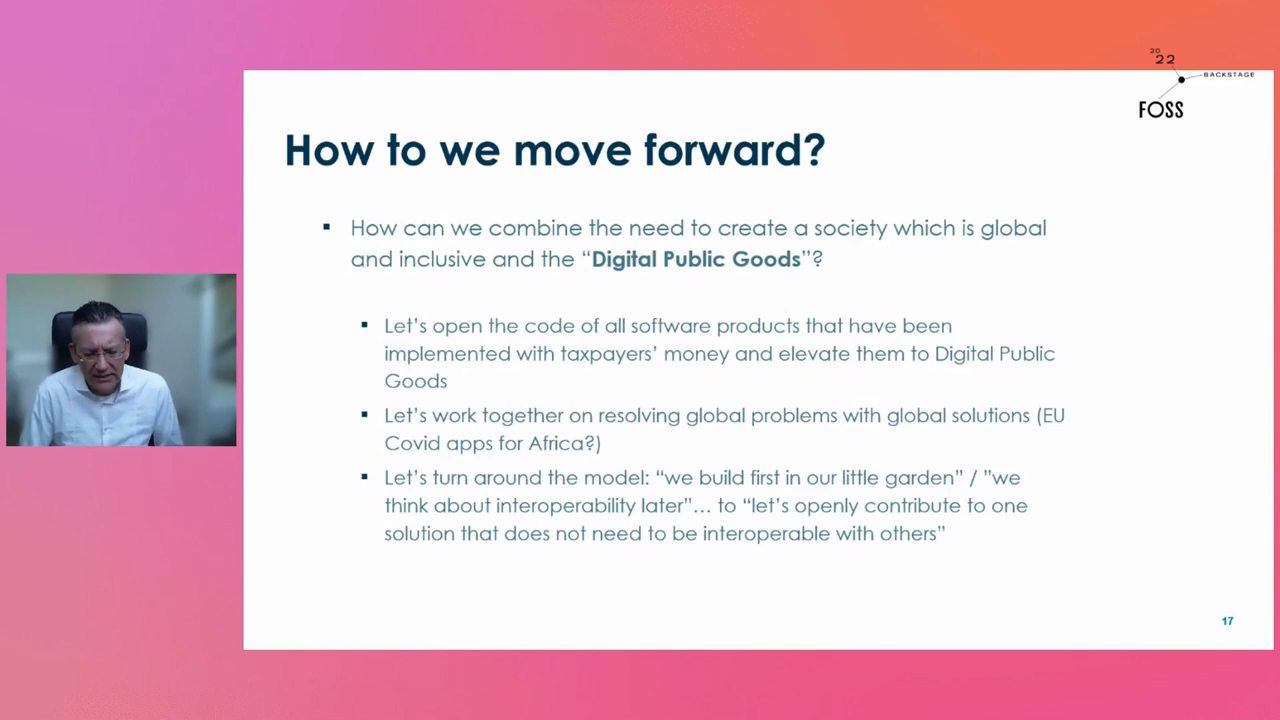 20
22
BACKSTAGE
FOSS
How to we move forward?
▪ How can we combine the need to create a society which is global
and inclusive and the “Digital Public Goods”?
▪ Let’s open the code of all software products that have been
implemented with taxpayers’ money and elevate them to Digital Public
Goods
▪ Let’s work together on resolving global problems with global solutions (EU
Covid apps for Africa?)
▪ Let’s turn around the model: “we build first in our little garden” / ”we
think about interoperability later”… to “let’s openly contribute to one
solution that does not need to be interoperable with others”
17